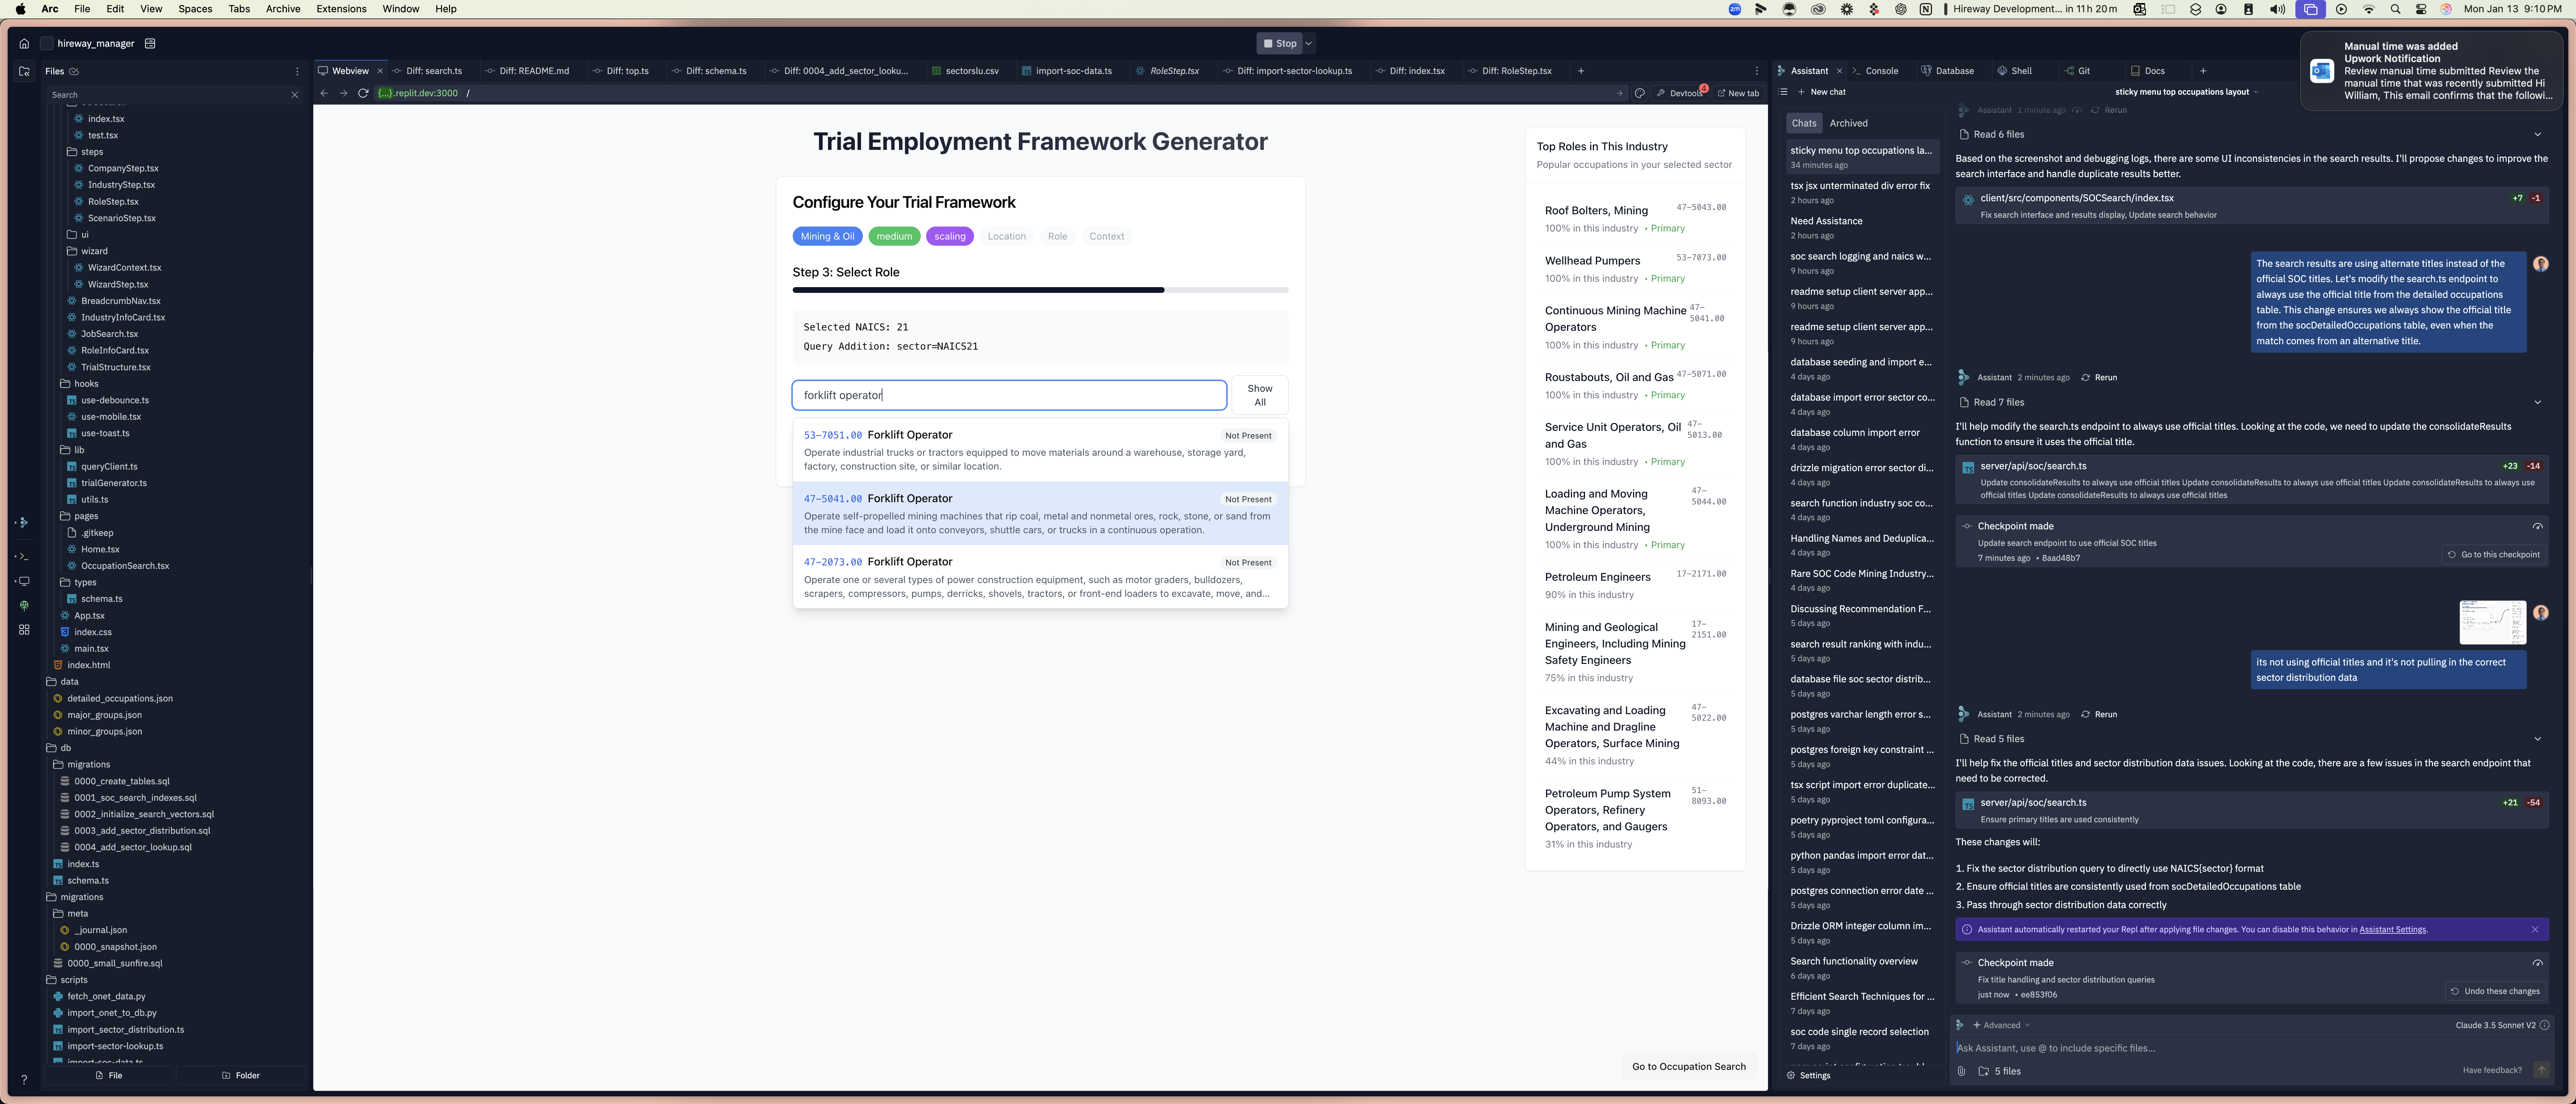 Arc File Edit View Spaces Tabs Archive Extensions Window Help
Hireway Development... in 11h 20m
Mon Jan 13 9:10 PM
hireway_manager
Stop
Manual time was added
Upwork Notification
Review manual time submitted Review the
manual time that was recently submitted Hi
William, This email confirms that the followi...
Files
Search
index.tsx
test.tsx
steps
CompanyStep.tsx
IndustryStep.tsx
RoleStep.tsx
ScenarioStep.tsx
ui
wizard
WizardContext.tsx
WizardStep.tsx
BreadcrumbNav.tsx
IndustryInfoCard.tsx
JobSearch.tsx
RoleInfoCard.tsx
TrialStructure.tsx
hooks
use-debounce.ts
use-mobile.tsx
use-toast.ts
lib
queryClient.ts
trialGenerator.ts
utils.ts
pages
.gitkeep
Home.tsx
OccupationSearch.tsx
types
schema.ts
App.tsx
index.css
main.tsx
index.html
data
detailed_occupations.json
major_groups.json
minor_groups.json
db
migrations
0000_create_tables.sql
0001_soc_search_indexes.sql
0002_initialize_search_vectors.sql
0003_add_sector_distribution.sql
0004_add_sector_lookup.sql
index.ts
schema.ts
migrations
meta
_journal.json
0000_snapshot.json
0000_small_sunfire.sql
scripts
fetch_onet_data.py
import_onet_to_db.py
import_sector_distribution.ts
import-sector-lookup.ts
import-soc-data.ts
File Folder
Webview Diff: search.ts Diff: README.md Diff: top.ts Diff: schema.ts Diff: 0004_add_sector_looku... sectorslu.csv import-soc-data.ts RoleStep.tsx Diff: import-sector-lookup.ts Diff: index.tsx Diff: RoleStep.tsx
{...}.replit.dev:3000 /
Devtools 4 New tab
Trial Employment Framework Generator
Configure Your Trial Framework
Mining & Oil medium scaling Location Role Context
Step 3: Select Role
Selected NAICS: 21
Query Addition: sector=NAICS21
forklift operator
Show
All
53-7051.00 Forklift Operator Not Present
Operate industrial trucks or tractors equipped to move materials around a warehouse, storage yard,
factory, construction site, or similar location.
47-5041.00 Forklift Operator Not Present
Operate self-propelled mining machines that rip coal, metal and nonmetal ores, rock, stone, or sand from
the mine face and load it onto conveyors, shuttle cars, or trucks in a continuous operation.
47-2073.00 Forklift Operator Not Present
Operate one or several types of power construction equipment, such as motor graders, bulldozers,
scrapers, compressors, pumps, derricks, shovels, tractors, or front-end loaders to excavate, move, and...
Top Roles in This Industry
Popular occupations in your selected sector
Roof Bolters, Mining 47-5043.00
100% in this industry • Primary
Wellhead Pumpers 53-7073.00
100% in this industry • Primary
Continuous Mining Machine 47-
Operators 5041.00
100% in this industry • Primary
Roustabouts, Oil and Gas 47-5071.00
100% in this industry • Primary
Service Unit Operators, Oil 47-
and Gas 5013.00
100% in this industry • Primary
Loading and Moving 47-
Machine Operators, 5044.00
Underground Mining
100% in this industry • Primary
Petroleum Engineers 17-2171.00
90% in this industry
Mining and Geological 17-
Engineers, Including Mining 2151.00
Safety Engineers
75% in this industry
Excavating and Loading 47-
Machine and Dragline 5022.00
Operators, Surface Mining
44% in this industry
Petroleum Pump System 51-
Operators, Refinery 8093.00
Operators, and Gaugers
31% in this industry
Go to Occupation Search
Assistant Console Database Shell Git Docs
New chat
sticky menu top occupations layout
Chats Archived
sticky menu top occupations la...
34 minutes ago
tsx jsx unterminated div error fix
2 hours ago
Need Assistance
2 hours ago
soc search logging and naics w...
9 hours ago
readme setup client server app...
9 hours ago
readme setup client server app...
9 hours ago
database seeding and import e...
4 days ago
database import error sector co...
4 days ago
database column import error
4 days ago
drizzle migration error sector di...
4 days ago
search function industry soc co...
4 days ago
Handling Names and Deduplica...
4 days ago
Rare SOC Code Mining Industry...
4 days ago
Discussing Recommendation F...
5 days ago
search result ranking with indu...
5 days ago
database file soc sector distrib...
5 days ago
postgres varchar length error s...
5 days ago
postgres foreign key constraint ...
5 days ago
tsx script import error duplicate...
5 days ago
poetry pyproject toml configura...
5 days ago
python pandas import error dat...
5 days ago
postgres connection error date ...
5 days ago
Drizzle ORM integer column im...
5 days ago
Search functionality overview
6 days ago
Efficient Search Techniques for ...
7 days ago
soc code single record selection
7 days ago
Settings
Assistant 1 minute ago Rerun
Read 6 files
Based on the screenshot and debugging logs, there are some UI inconsistencies in the search results. I'll propose changes to improve the
search interface and handle duplicate results better.
client/src/components/SOCSearch/index.tsx +7 -1
Fix search interface and results display, Update search behavior
The search results are using alternate titles instead of the
official SOC titles. Let's modify the search.ts endpoint to
always use the official title from the detailed occupations
table. This change ensures we always show the official title
from the socDetailedOccupations table, even when the
match comes from an alternative title.
Assistant 2 minutes ago Rerun
Read 7 files
I'll help modify the search.ts endpoint to always use official titles. Looking at the code, we need to update the consolidateResults
function to ensure it uses the official title.
server/api/soc/search.ts +23 -14
Update consolidateResults to always use official titles Update consolidateResults to always use official titles Update consolidateResults to always use
official titles Update consolidateResults to always use official titles
Checkpoint made
Update search endpoint to use official SOC titles
7 minutes ago • 8aad48b7 Go to this checkpoint
its not using official titles and it's not pulling in the correct
sector distribution data
Assistant 2 minutes ago Rerun
Read 5 files
I'll help fix the official titles and sector distribution data issues. Looking at the code, there are a few issues in the search endpoint that
need to be corrected.
server/api/soc/search.ts +21 -54
Ensure primary titles are used consistently
These changes will:
1. Fix the sector distribution query to directly use NAICS{sector} format
2. Ensure official titles are consistently used from socDetailedOccupations table
3. Pass through sector distribution data correctly
Assistant automatically restarted your Repl after applying file changes. You can disable this behavior in Assistant Settings.
Checkpoint made
Fix title handling and sector distribution queries
just now • ee853f06 Undo these changes
Advanced Claude 3.5 Sonnet V2
Ask Assistant, use @ to include specific files...
5 files Have feedback?